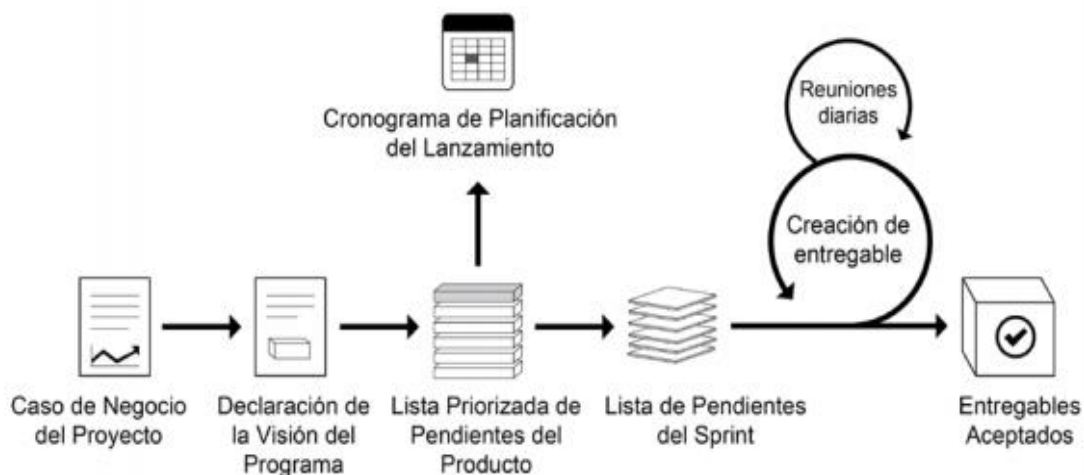 Cronograma de Planificación
del Lanzamiento
Reuniones
diarias
Creación de
entregable
Caso de Negocio
del Proyecto
Declaración de
la Visión del
Programa
Lista Priorizada de
Pendientes del
Producto
Lista de Pendientes
del Sprint
Entregables
Aceptados